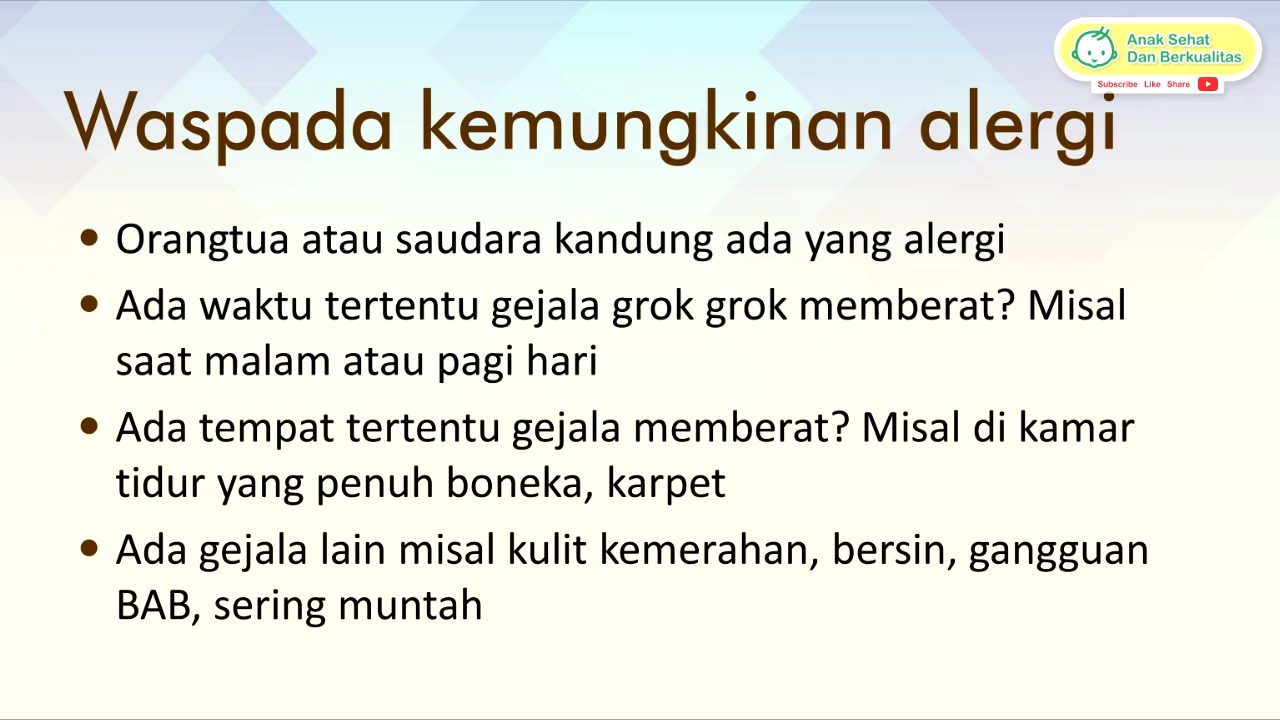 Anak Sehat
Dan Berkualitas
Subscribe Like Share
Waspada kemungkinan alergi
• Orangtua atau saudara kandung ada yang alergi
• Ada waktu tertentu gejala grok grok memberat? Misal
saat malam atau pagi hari
• Ada tempat tertentu gejala memberat? Misal di kamar
tidur yang penuh boneka, karpet
• Ada gejala lain misal kulit kemerahan, bersin, gangguan
BAB, sering muntah